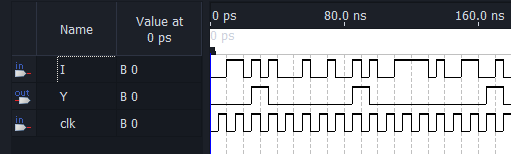 Name Value at 0 ps 80.0 ns 160.0 ns
0 ps
0 ps
in I B 0
out Y B 0
in clk B 0